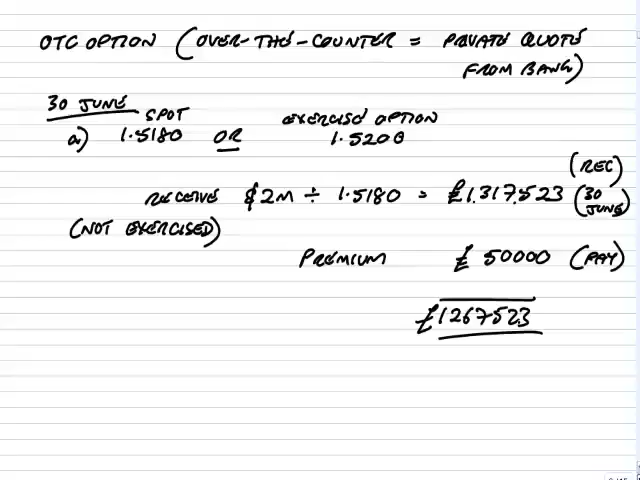 OTC OPTION (OVER-THE-COUNTER = PRIVATE QUOTE
FROM BANK)
30 JUNE
SPOT
EXERCISE OPTION
a) 1.5180 OR 1.5200
(REC)
RECEIVE $2M ÷ 1.5180 = £1.317.523 (30 JUNE)
(NOT EXERCISED)
PREMIUM £ 50000 (PAY)
£1267523